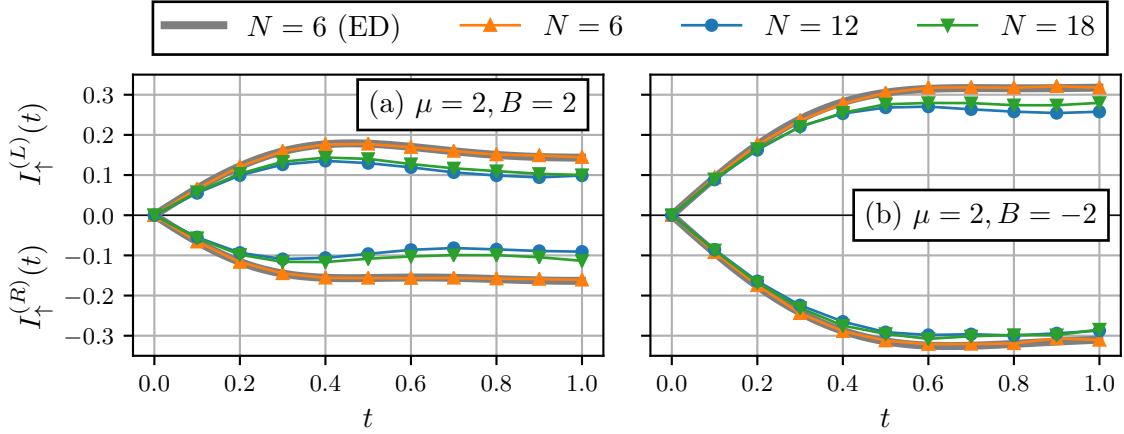 N = 6 (ED) N = 6 N = 12 N = 18
I↑(L)(t)
I↑(R)(t)
0.3
0.2
0.1
0.0
−0.1
−0.2
−0.3
(a) μ = 2, B = 2
(b) μ = 2, B = −2
0.0 0.2 0.4 0.6 0.8 1.0
0.0 0.2 0.4 0.6 0.8 1.0
t
t